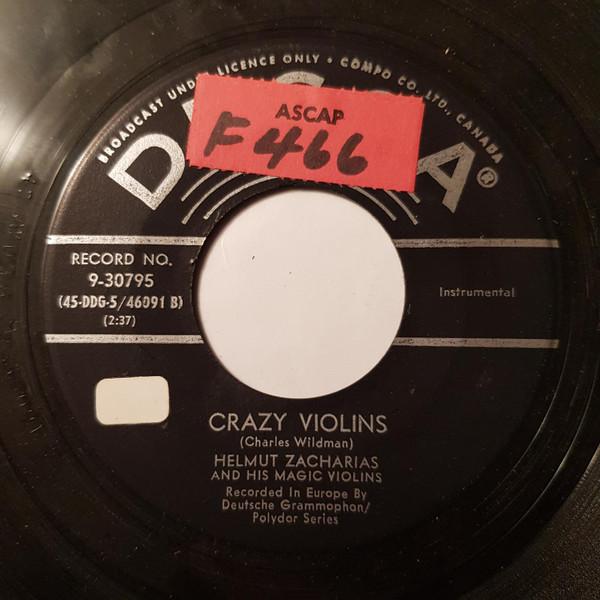 BROADCAST UND LICENCE ONLY • COMPO CO. LTD., CANADA
D CA®
ASCAP
F466
RECORD NO.
9-30795
(45-DDG-5/46091 B)
(2:37)
Instrumental
CRAZY VIOLINS
(Charles Wildman)
HELMUT ZACHARIAS
AND HIS MAGIC VIOLINS
Recorded In Europe By
Deutsche Grammophon/
Polydor Series